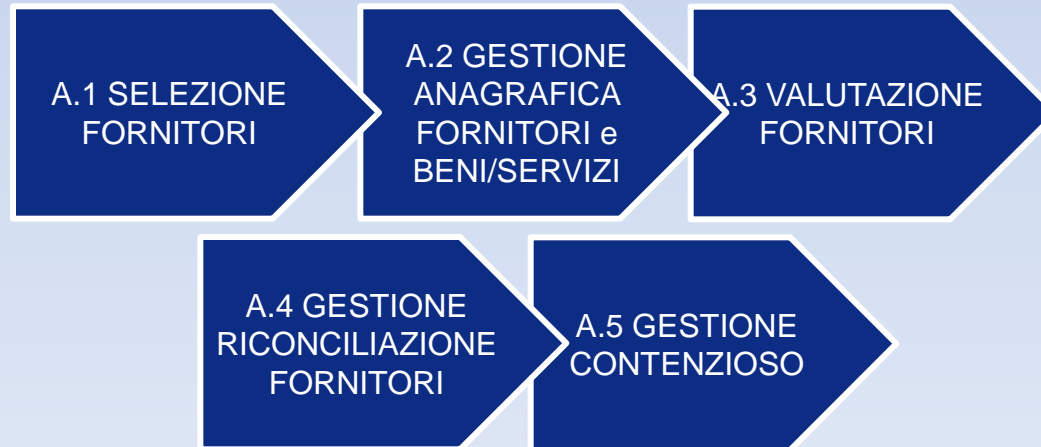 A.1 SELEZIONE
FORNITORI
A.2 GESTIONE
ANAGRAFICA
FORNITORI e
BENI/SERVIZI
A.3 VALUTAZIONE
FORNITORI
A.4 GESTIONE
RICONCILIAZIONE
FORNITORI
A.5 GESTIONE
CONTENZIOSO